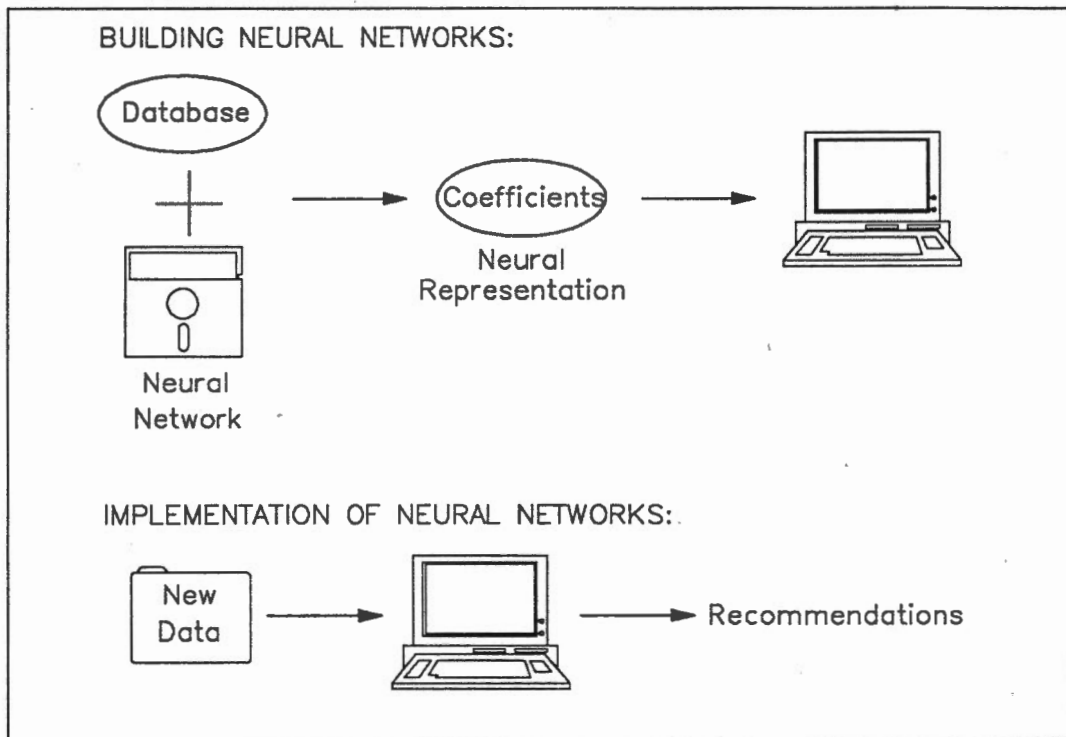 BUILDING NEURAL NETWORKS:
Database
Coefficients
Neural
Representation
Neural
Network
IMPLEMENTATION OF NEURAL NETWORKS:
New
Data
Recommendations